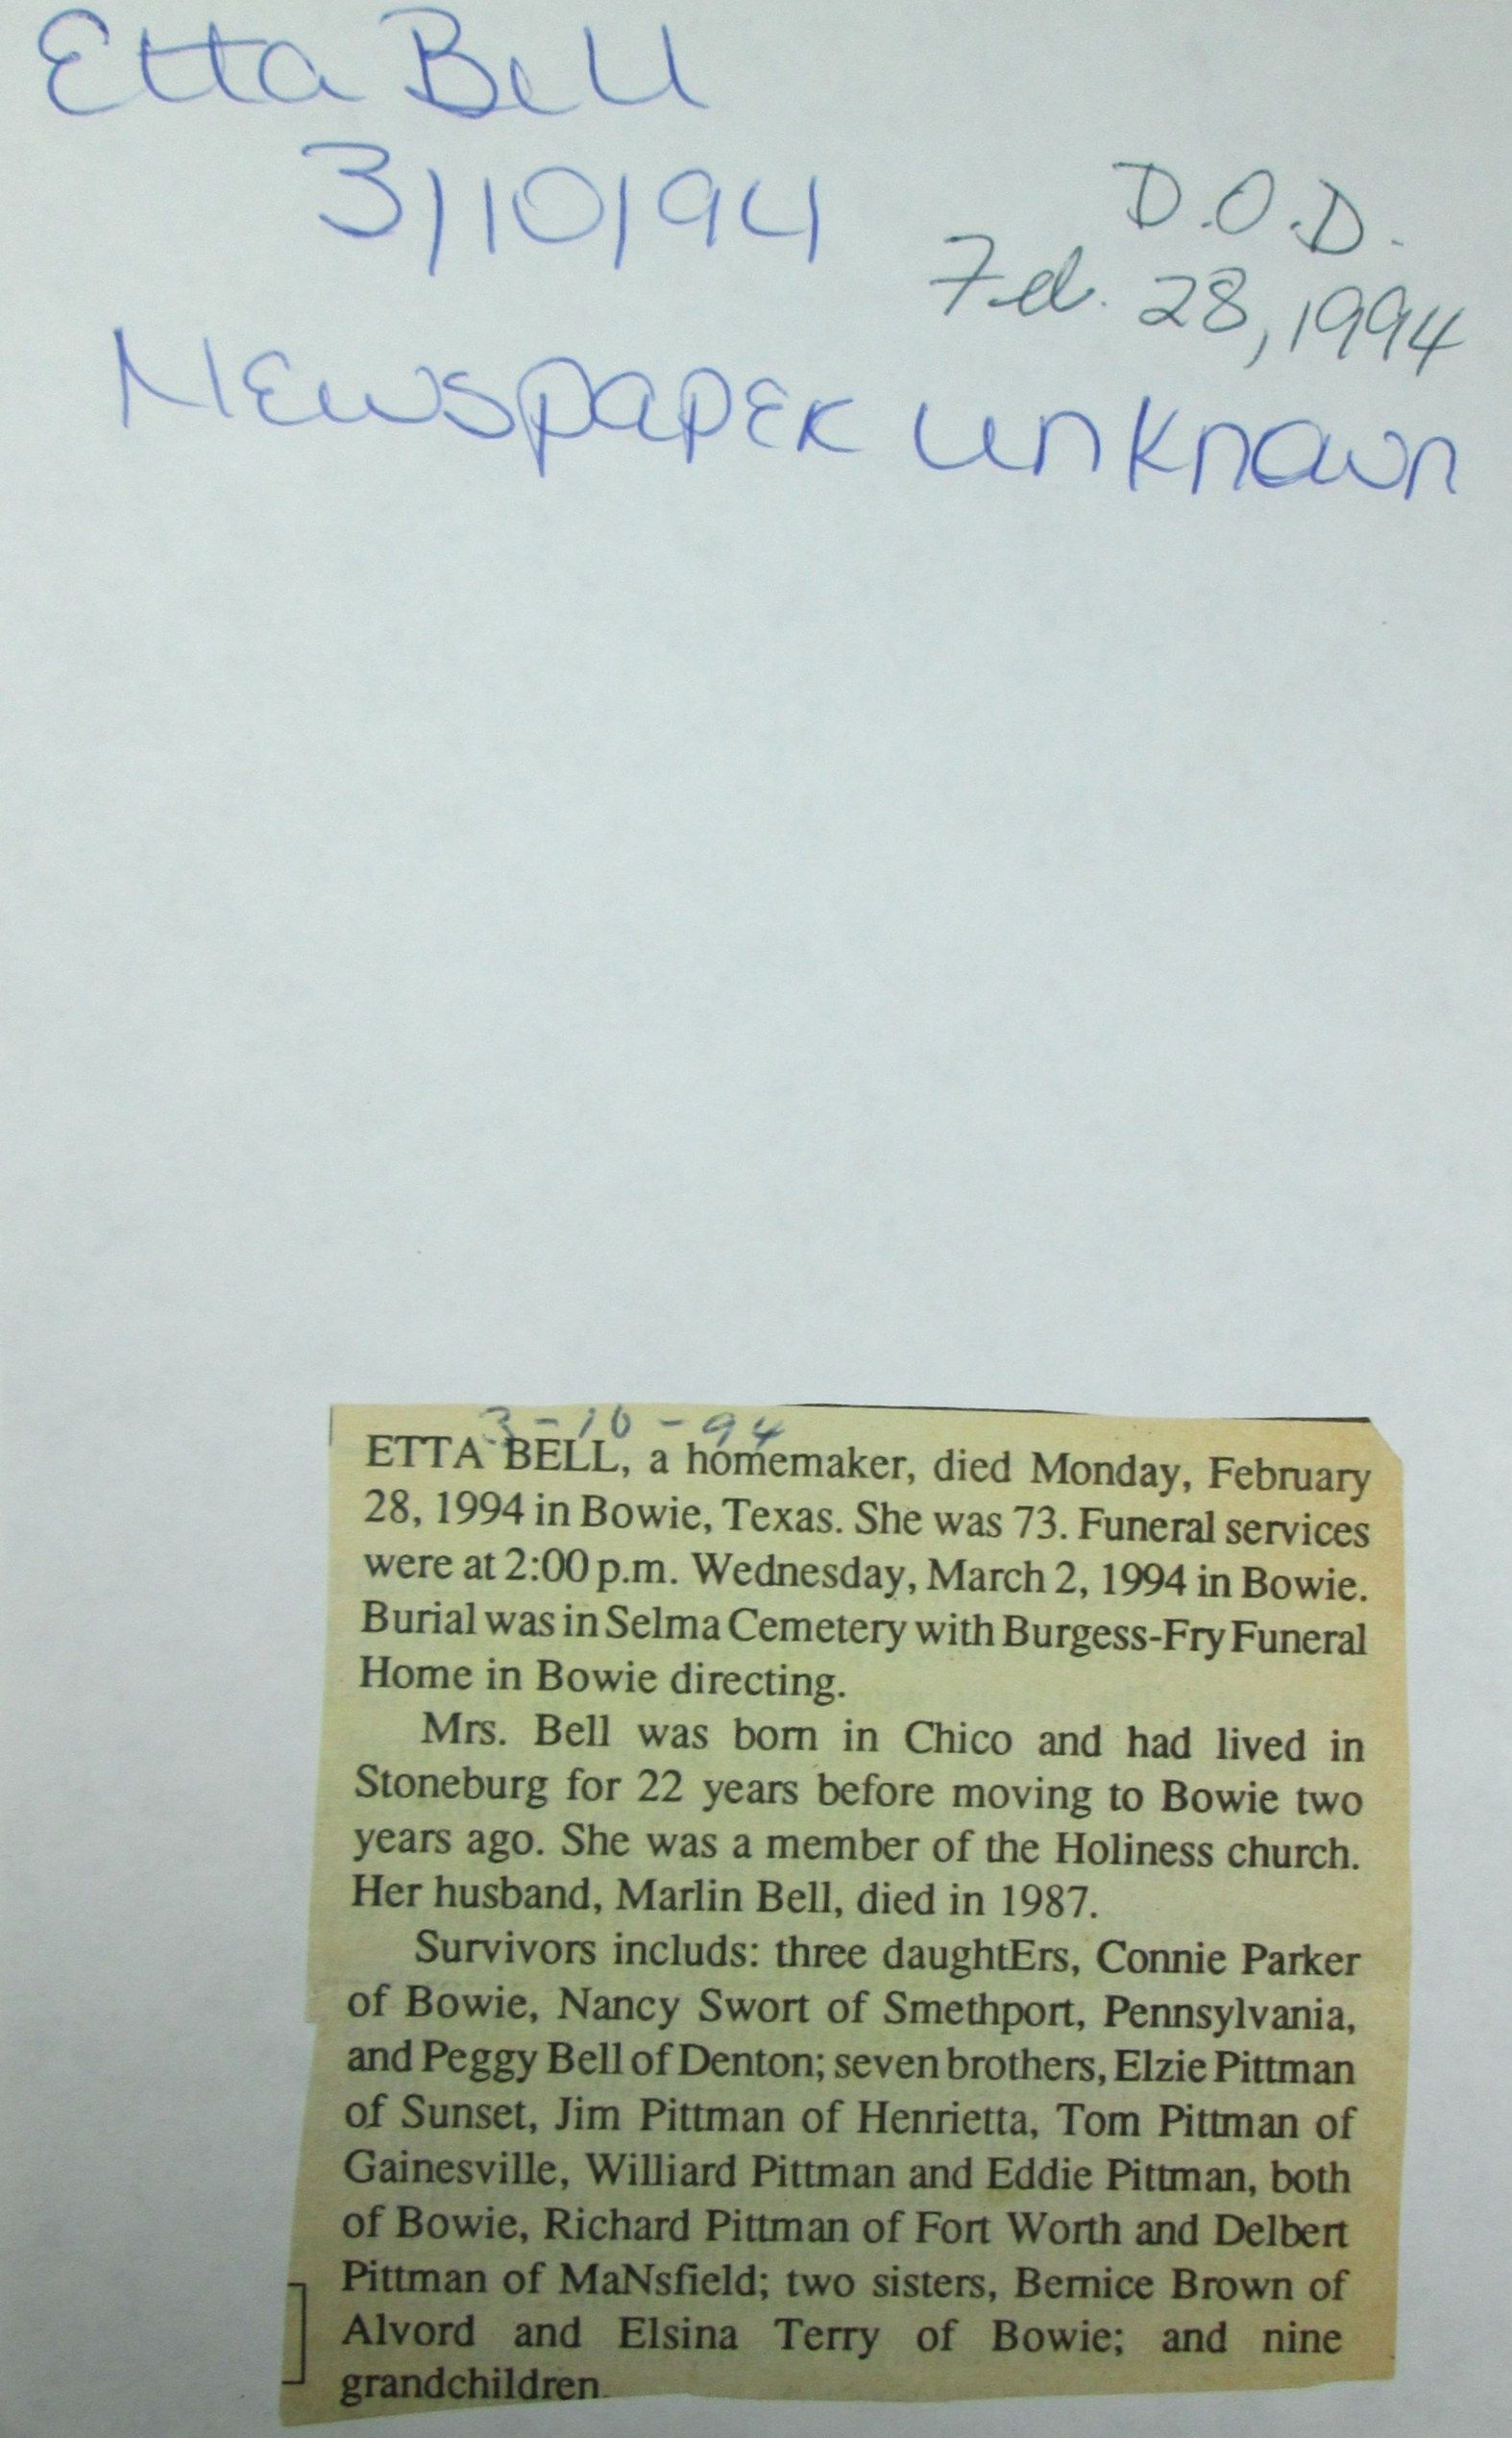 Etta Bell
3/10/94
D.O.D.
Feb. 28, 1994
Newspaper unknown
3-10-94
ETTA BELL, a homemaker, died Monday, February
28, 1994 in Bowie, Texas. She was 73. Funeral services
were at 2:00 p.m. Wednesday, March 2, 1994 in Bowie.
Burial was in Selma Cemetery with Burgess-Fry Funeral
Home in Bowie directing.
Mrs. Bell was born in Chico and had lived in
Stoneburg for 22 years before moving to Bowie two
years ago. She was a member of the Holiness church.
Her husband, Marlin Bell, died in 1987.
Survivors includs: three daughtErs, Connie Parker
of Bowie, Nancy Swort of Smethport, Pennsylvania,
and Peggy Bell of Denton; seven brothers, Elzie Pittman
of Sunset, Jim Pittman of Henrietta, Tom Pittman of
Gainesville, Williard Pittman and Eddie Pittman, both
of Bowie, Richard Pittman of Fort Worth and Delbert
Pittman of MaNsfield; two sisters, Bernice Brown of
Alvord and Elsina Terry of Bowie; and nine
grandchildren.